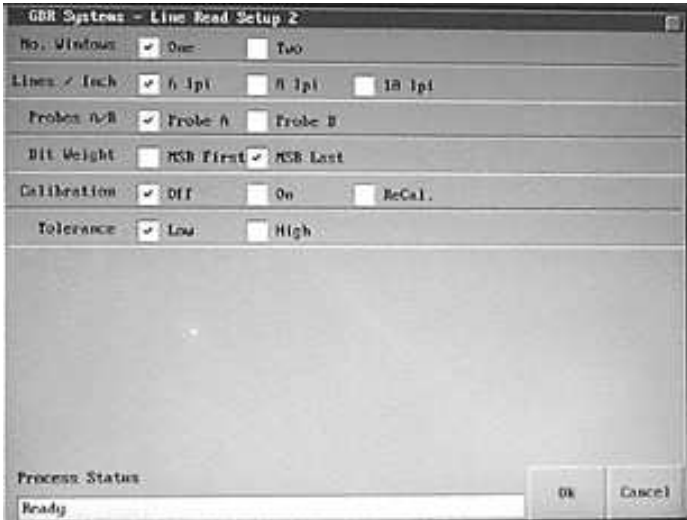 GBR Systems - Line Read Setup 2
No. Windows One Two
Lines / Inch 6 lpi 8 lpi 10 lpi
Probes A/B Probe A Probe B
Bit Weight MSB First MSB Last
Calibration Off On ReCal.
Tolerance Low High
Process Status
Ready
Ok Cancel